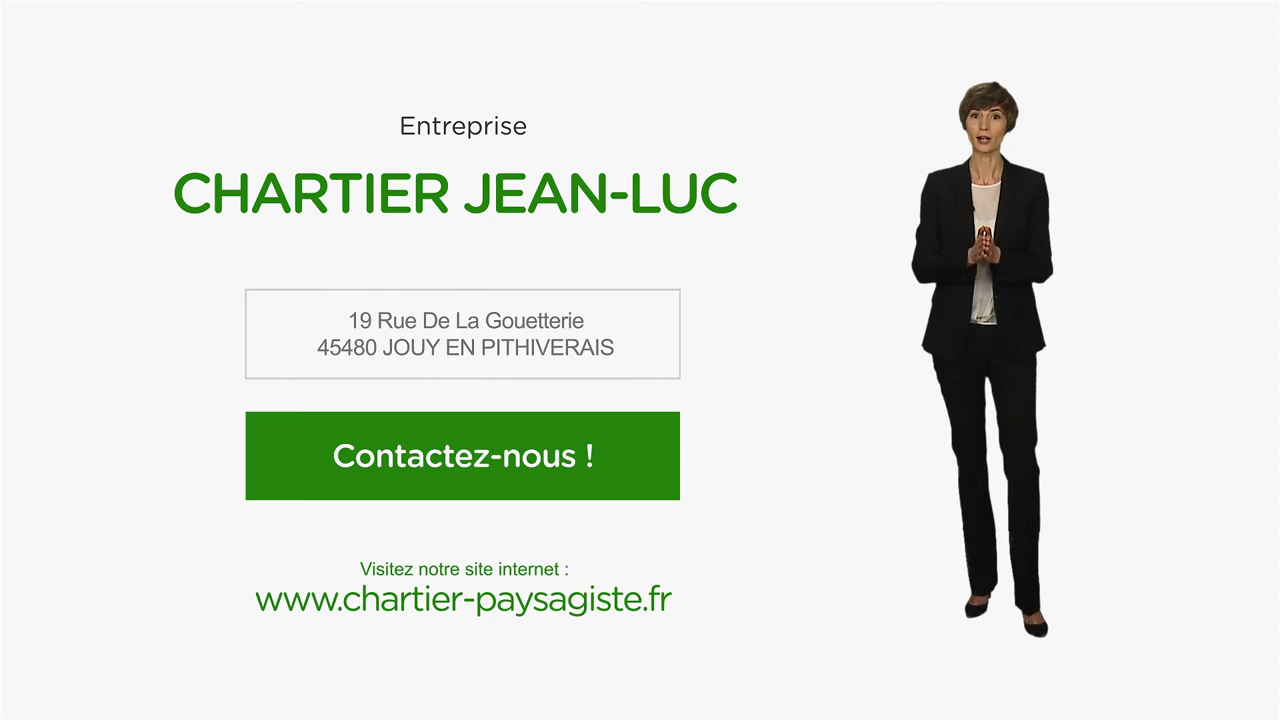 Entreprise
CHARTIER JEAN-LUC
19 Rue De La Gouetterie
45480 JOUY EN PITHIVERAIS
Contactez-nous !
Visitez notre site internet :
www.chartier-paysagiste.fr